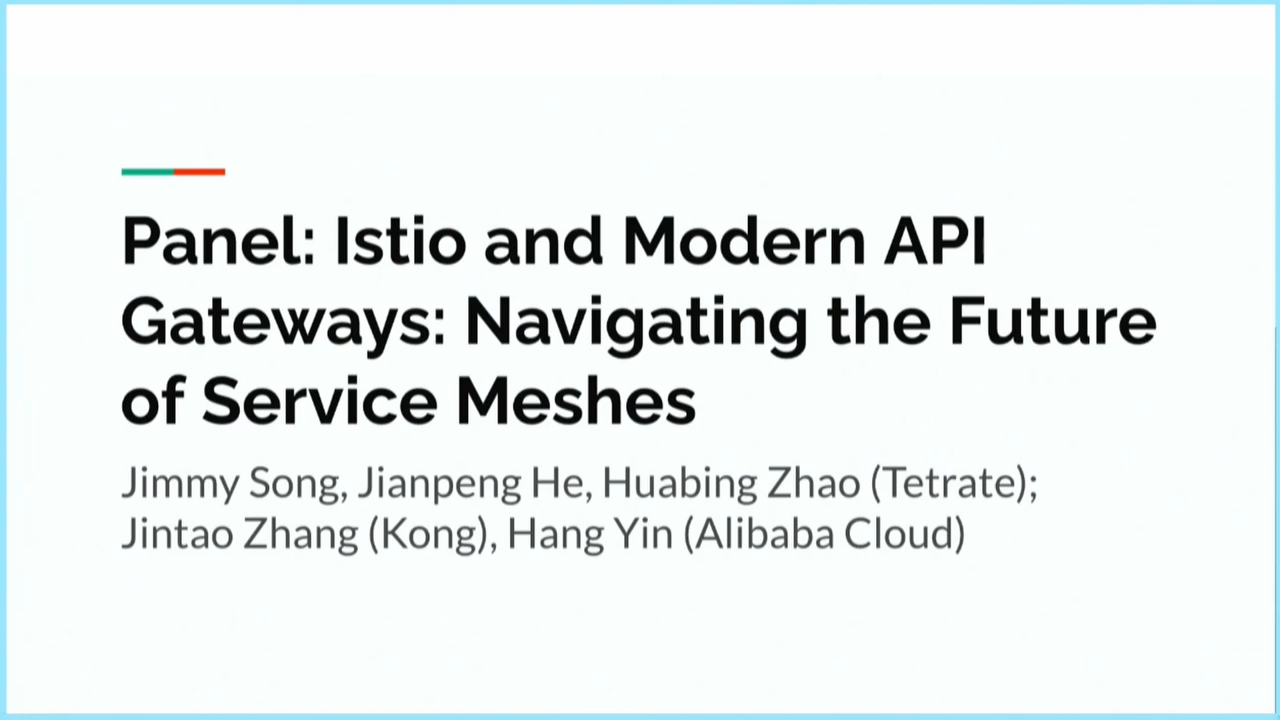 Panel: Istio and Modern API
Gateways: Navigating the Future
of Service Meshes
Jimmy Song, Jianpeng He, Huabing Zhao (Tetrate);
Jintao Zhang (Kong), Hang Yin (Alibaba Cloud)